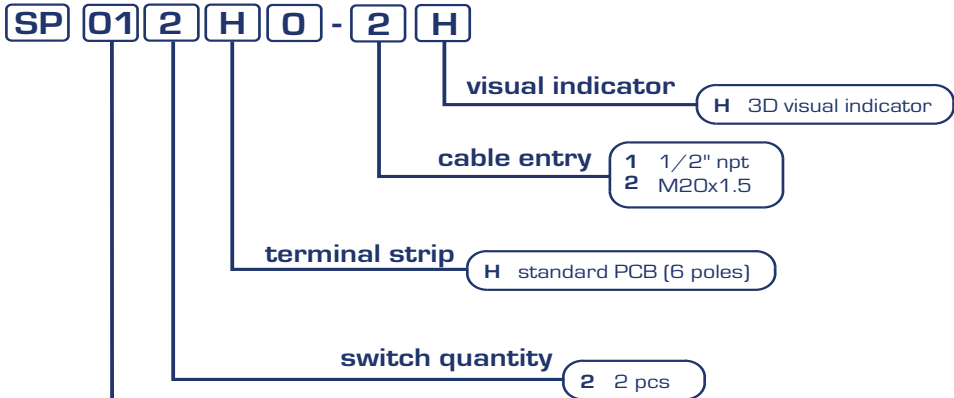 SP 01 2 H 0 - 2 H
visual indicator
H 3D visual indicator
cable entry
1 1/2" npt
2 M20x1.5
terminal strip
H standard PCB (6 poles)
switch quantity
2 2 pcs